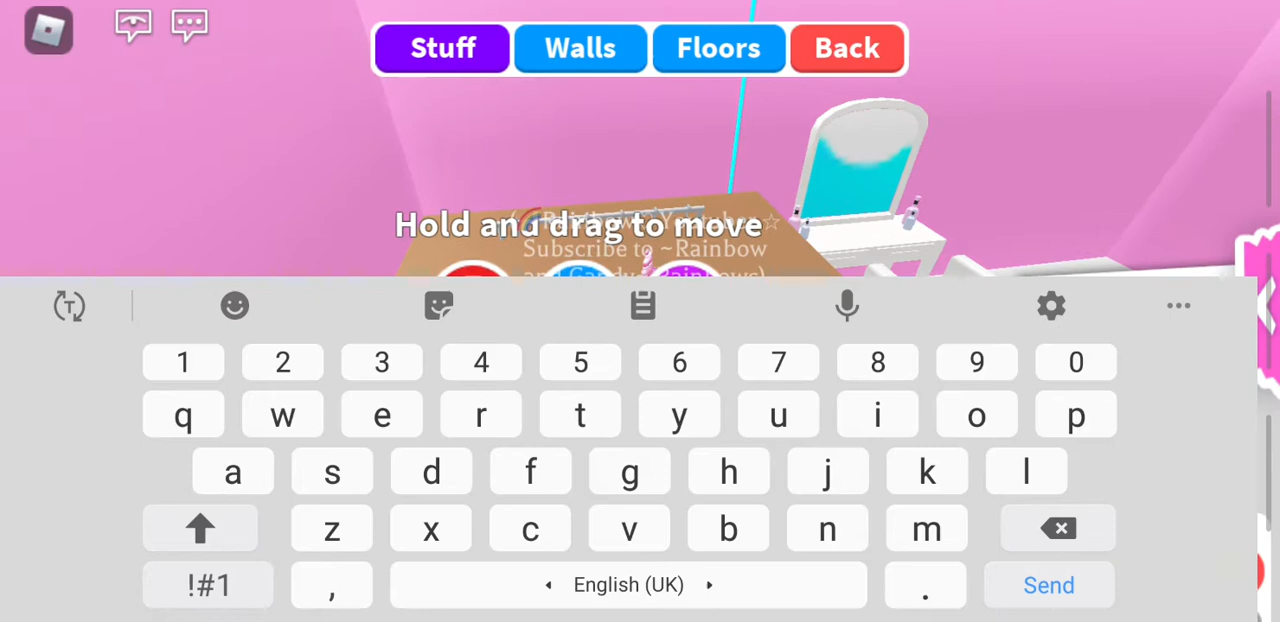 Stuff Walls Floors Back
Hold and drag to move
Subscribe to ~Rainbow
1 2 3 4 5 6 7 8 9 0
q w e r t y u i o p
a s d f g h j k l
z x c v b n m
!#1 , English (UK) . Send